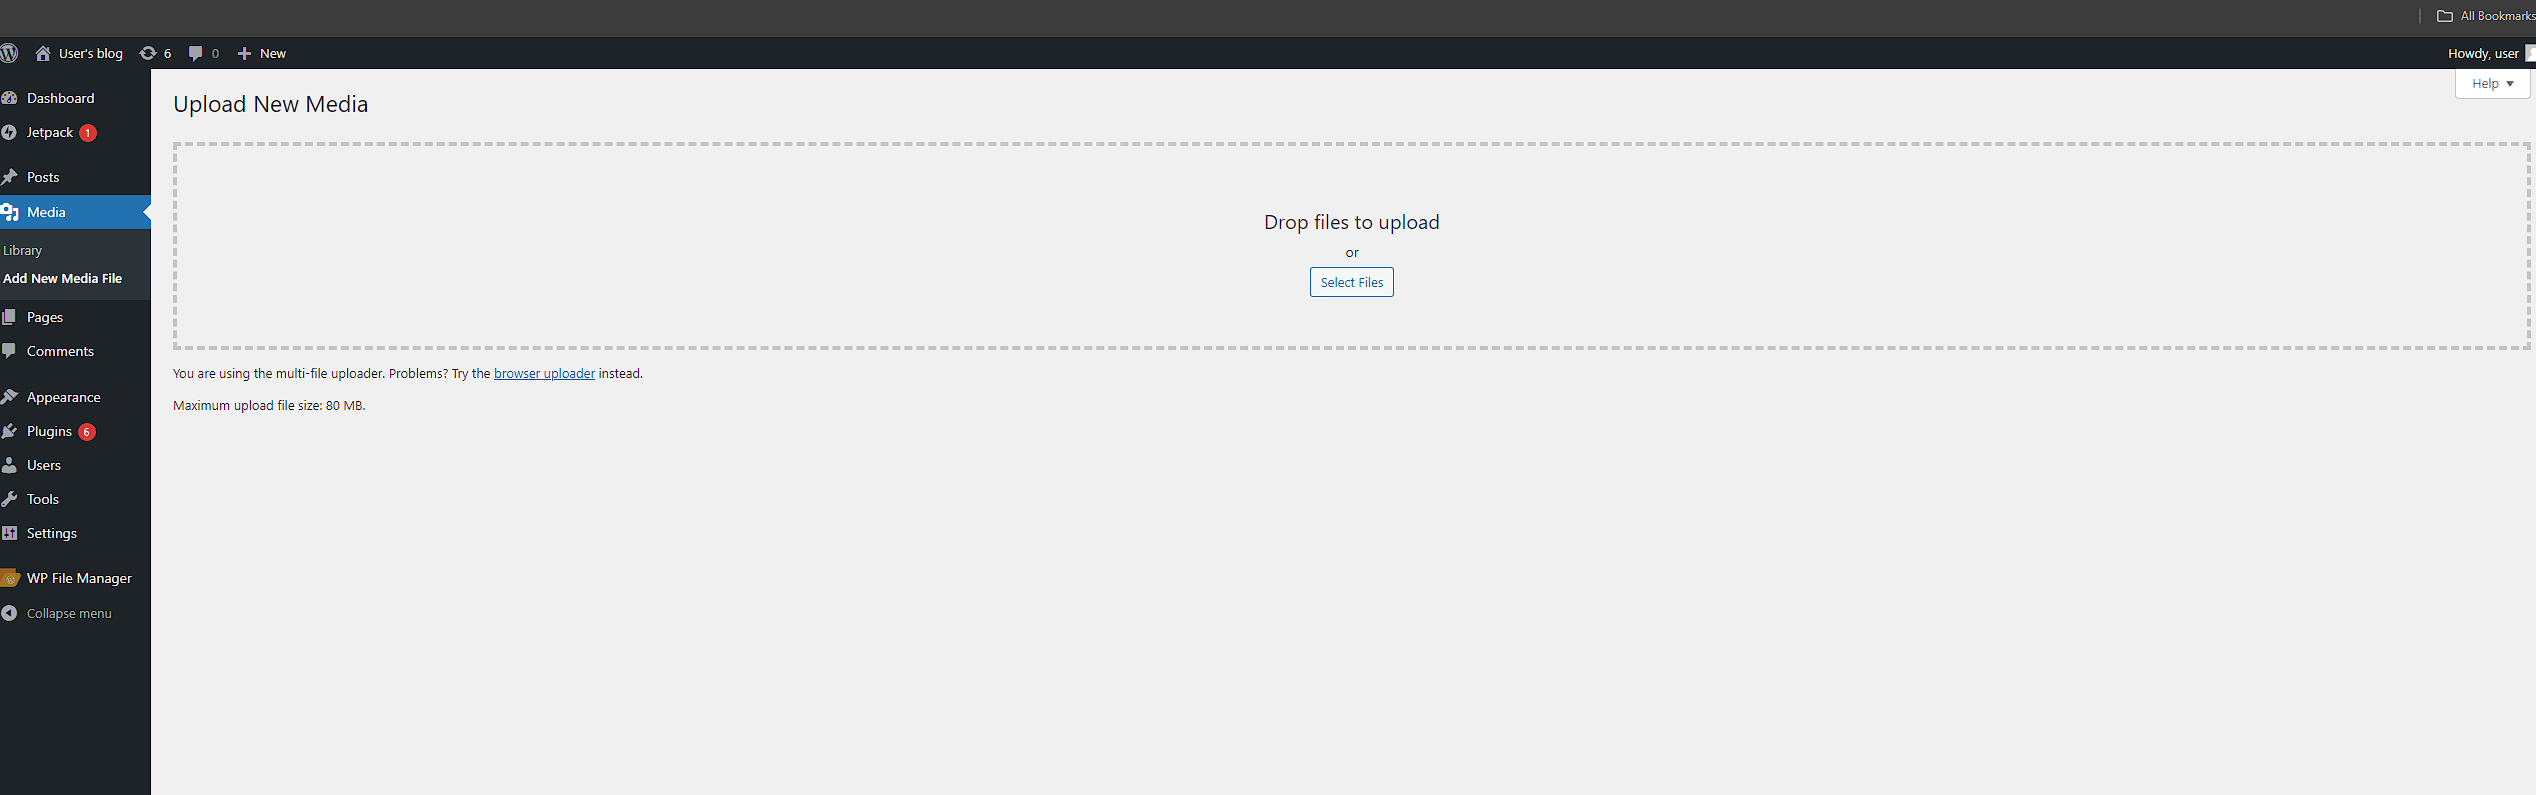 All Bookmarks
User's blog 6 0 New Howdy, user
Help
Dashboard
Jetpack 1
Posts
Media
Library
Add New Media File
Pages
Comments
Appearance
Plugins 6
Users
Tools
Settings
WP File Manager
Collapse menu
Upload New Media
Drop files to upload
or
Select Files
You are using the multi-file uploader. Problems? Try the browser uploader instead.
Maximum upload file size: 80 MB.